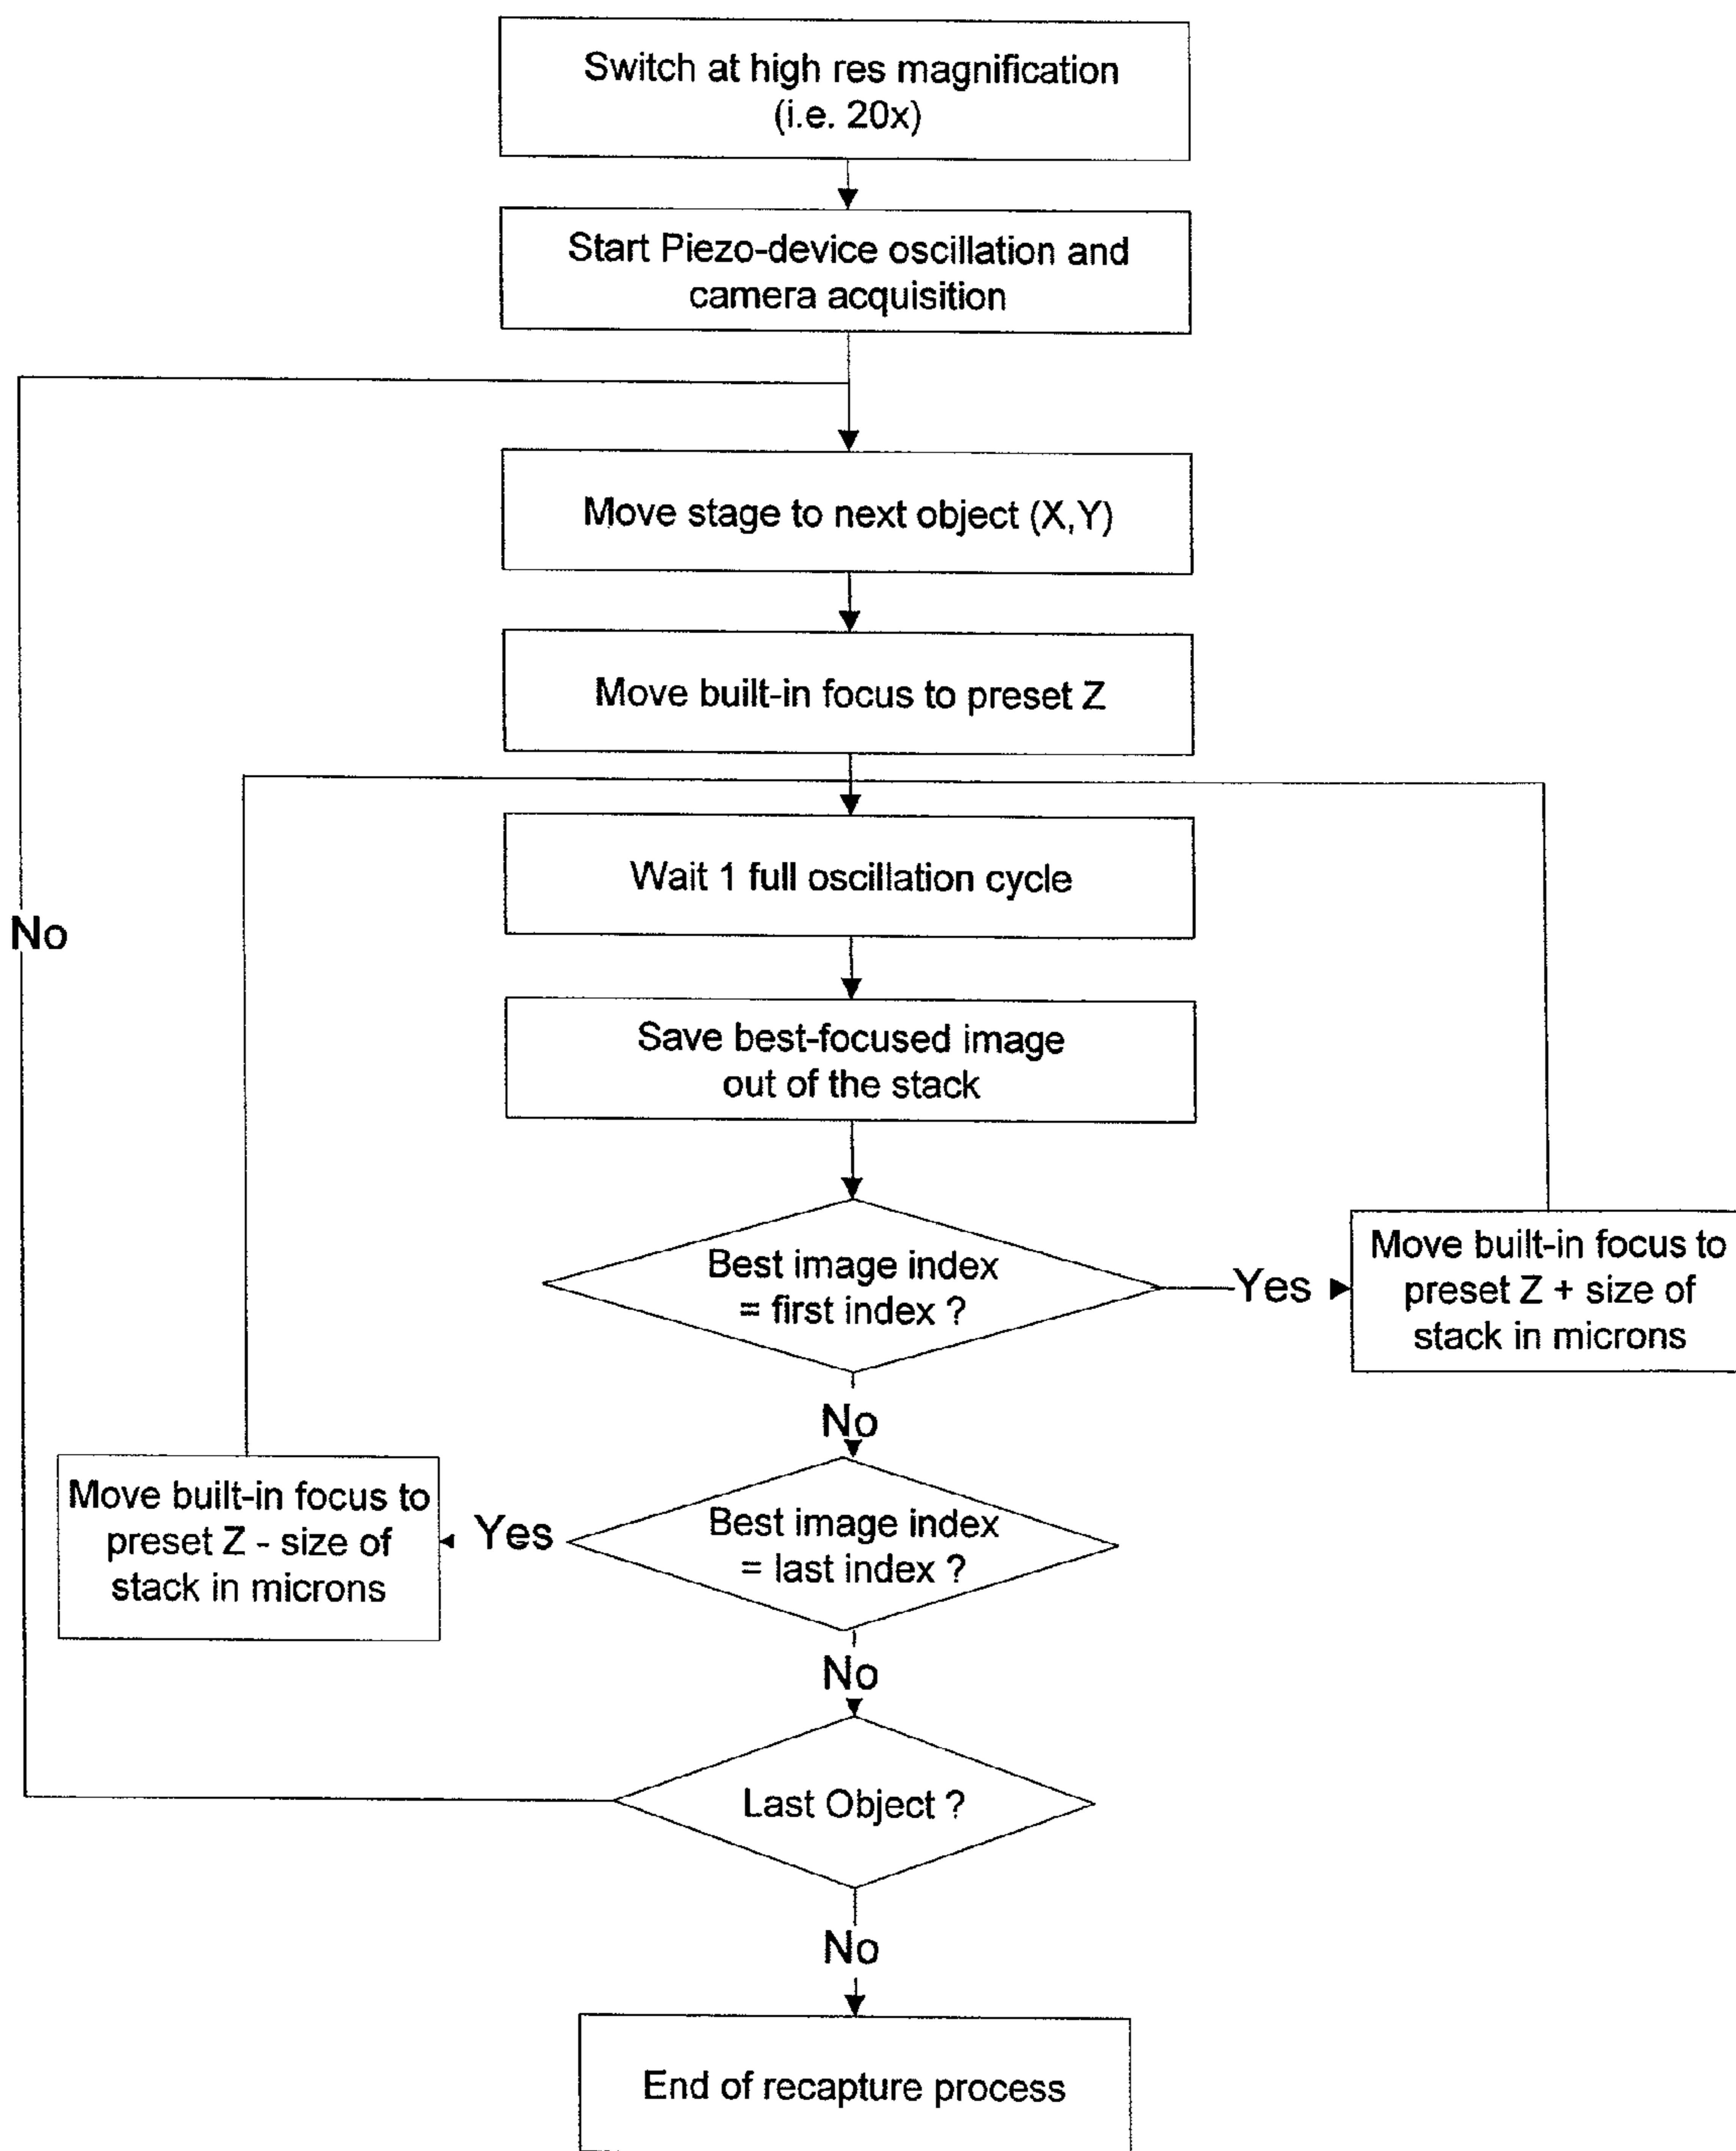 Switch at high res magnification
(i.e. 20x)
Start Piezo-device oscillation and
camera acquisition
Move stage to next object (X,Y)
Move built-in focus to preset Z
Wait 1 full oscillation cycle
No
Save best-focused image
out of the stack
Best image index
= first index ?
Yes
Move built-in focus to
preset Z + size of
stack in microns
No
Best image index
= last index ?
Yes
Move built-in focus to
preset Z - size of
stack in microns
No
Last Object ?
No
End of recapture process